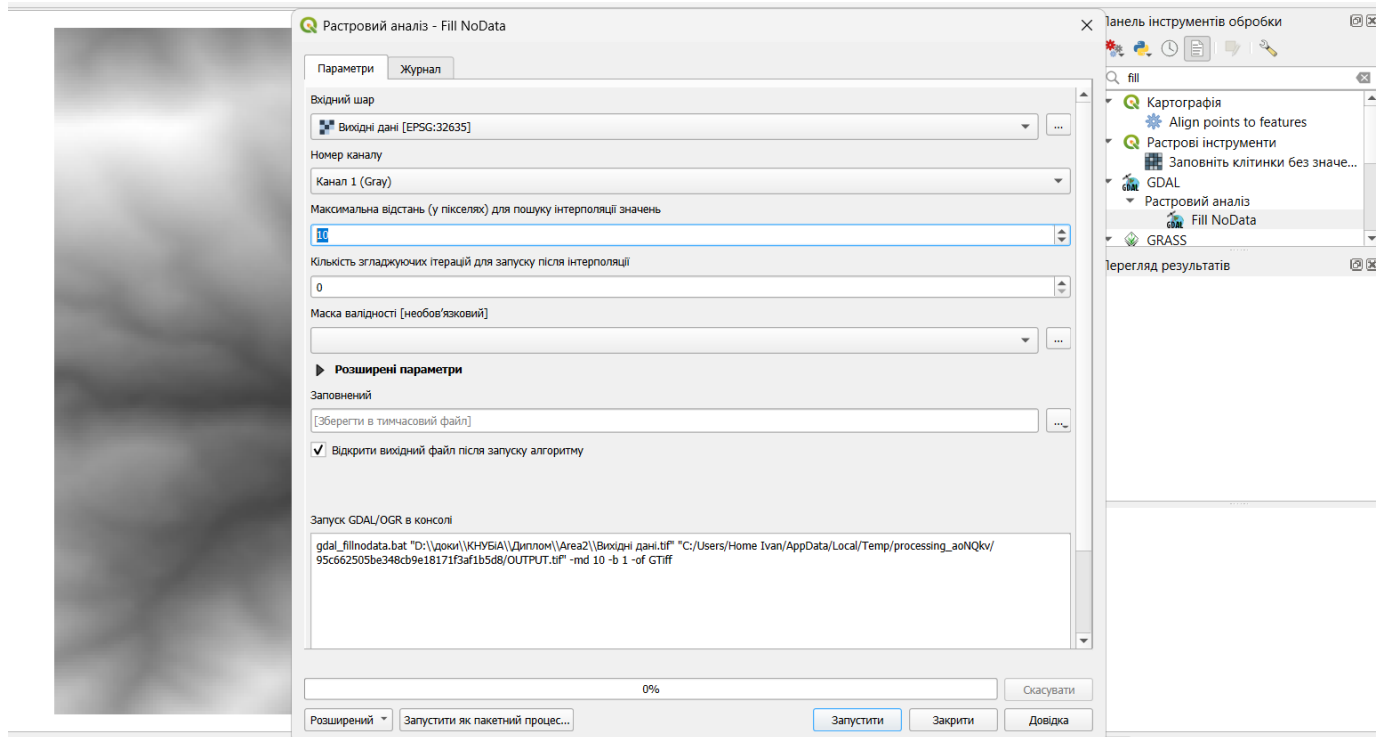 Растровий аналіз - Fill NoData
Параметри
Журнал
Вхідний шар
Вихідні дані [EPSG:32635]
...
Номер каналу
Канал 1 (Gray)
Максимальна відстань (у пікселях) для пошуку інтерполяції значень
10
Кількість згладжуючих ітерацій для запуску після інтерполяції
0
Маска валідності [необов'язковий]
...
Розширені параметри
Заповнений
[Зберегти в тимчасовий файл]
...
Відкрити вихідний файл після запуску алгоритму
Запуск GDAL/OGR в консолі
gdal_fillnodata.bat "D:\\доки\\КНУБіА\\Диплом\\Area2\\Вихідні дані.tif" "C:/Users/Home Ivan/AppData/Local/Temp/processing_aoNQkv/
95c662505be348cb9e18171f3af1b5d8/OUTPUT.tif" -md 10 -b 1 -of GTiff
0%
Скасувати
Розширений
Запустити як пакетний процес...
Запустити
Закрити
Довідка
Панель інструментів обробки
fill
Картографія
Align points to features
Растрові інструменти
Заповніть клітинки без значе...
GDAL
GDAL
Растровий аналіз
GDAL
Fill NoData
GRASS
Перегляд результатів